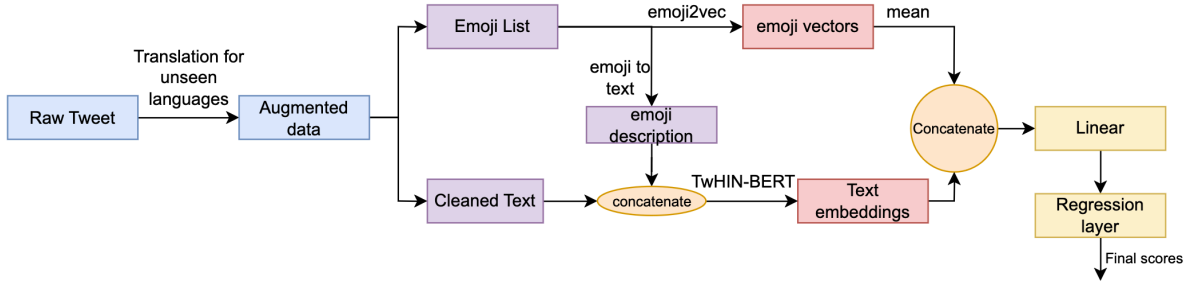 Raw Tweet
Translation for
unseen
languages
Augmented
data
Emoji List
emoji2vec
emoji vectors
mean
emoji to
text
emoji
description
Cleaned Text
concatenate
TwHIN-BERT
Text
embeddings
Concatenate
Linear
Regression
layer
Final scores